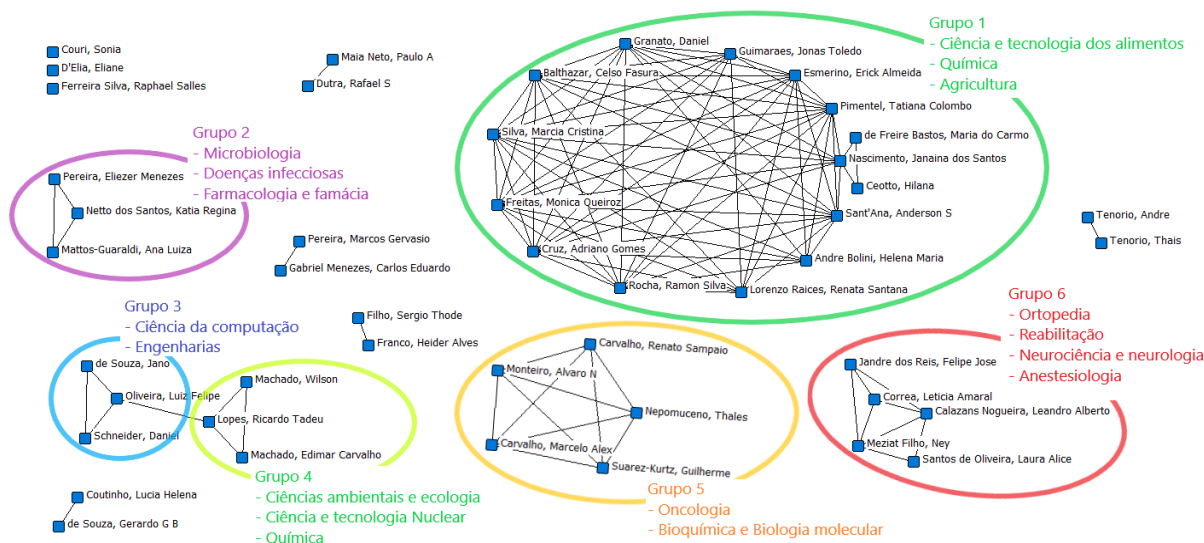 Couri, Sonia
D'Elia, Eliane
Ferreira Silva, Raphael Salles
Maia Neto, Paulo A
Dutra, Rafael S
Grupo 1
- Ciência e tecnologia dos alimentos
- Química
- Agricultura
Granato, Daniel
Guimaraes, Jonas Toledo
Balthazar, Celso Fasura
Esmerino, Erick Almeida
Pimentel, Tatiana Colombo
Silva, Marcia Cristina
de Freire Bastos, Maria do Carmo
Nascimento, Janaina dos Santos
Ceotto, Hilana
Freitas, Monica Queiroz
Sant'Ana, Anderson S
Cruz, Adriano Gomes
Andre Bolini, Helena Maria
Rocha, Ramon Silva
Lorenzo Raices, Renata Santana
Grupo 2
- Microbiologia
- Doenças infecciosas
- Farmacologia e famácia
Pereira, Eliezer Menezes
Netto dos Santos, Katia Regina
Mattos-Guaraldi, Ana Luiza
Pereira, Marcos Gervasio
Gabriel Menezes, Carlos Eduardo
Tenorio, Andre
Tenorio, Thais
Filho, Sergio Thode
Franco, Heider Alves
Grupo 3
- Ciência da computação
- Engenharias
de Souza, Jano
Oliveira, Luiz Felipe
Schneider, Daniel
Machado, Wilson
Lopes, Ricardo Tadeu
Machado, Edimar Carvalho
Grupo 4
- Ciências ambientais e ecologia
- Ciência e tecnologia Nuclear
- Química
Coutinho, Lucia Helena
de Souza, Gerardo G B
Carvalho, Renato Sampaio
Monteiro, Alvaro N
Nepomuceno, Thales
Carvalho, Marcelo Alex
Suarez-Kurtz, Guilherme
Grupo 5
- Oncologia
- Bioquímica e Biologia molecular
Grupo 6
- Ortopedia
- Reabilitação
- Neurociência e neurologia
- Anestesiologia
Jandre dos Reis, Felipe Jose
Correa, Leticia Amaral
Calazans Nogueira, Leandro Alberto
Meziat Filho, Ney
Santos de Oliveira, Laura Alice